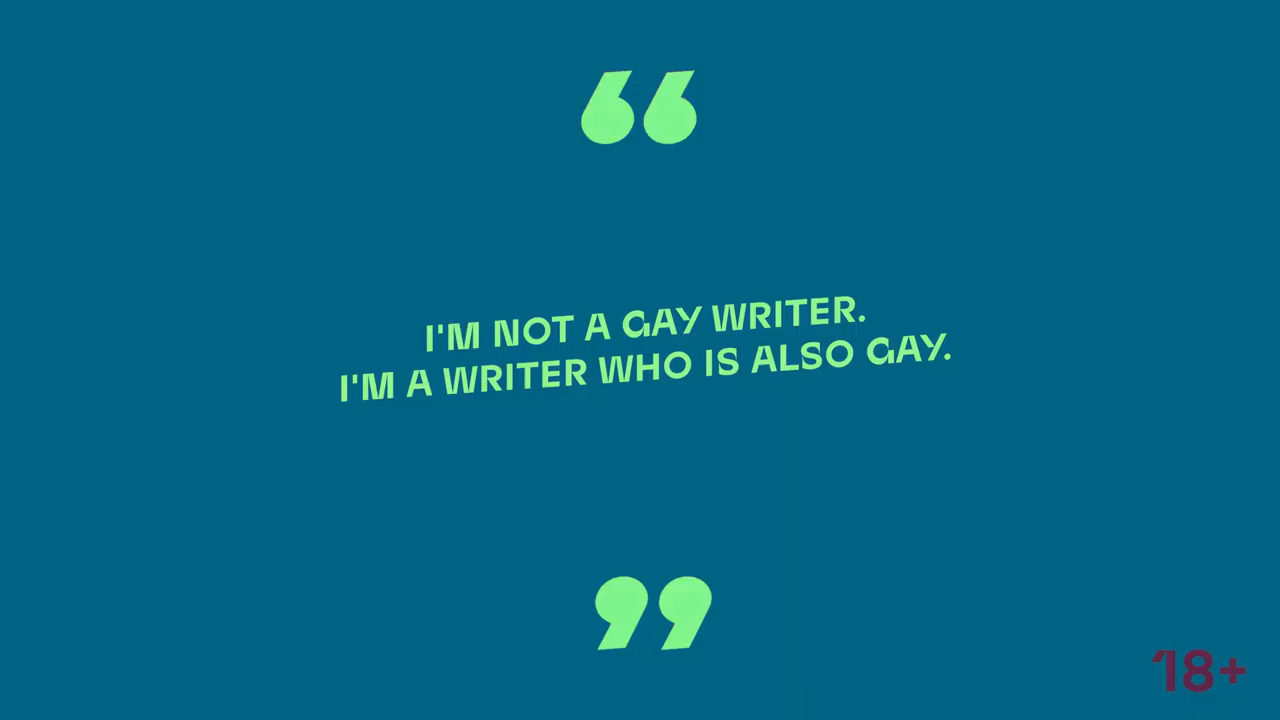 “
I'M NOT A GAY WRITER.
I'M A WRITER WHO IS ALSO GAY.
”
18+